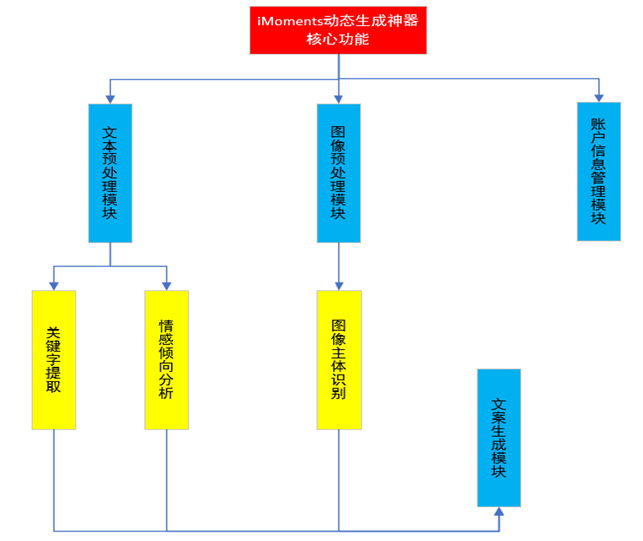 iMoments动态生成神器
核心功能
文本预处理模块
图像预处理模块
账户信息管理模块
关键字提取
情感倾向分析
图像主体识别
文案生成模块